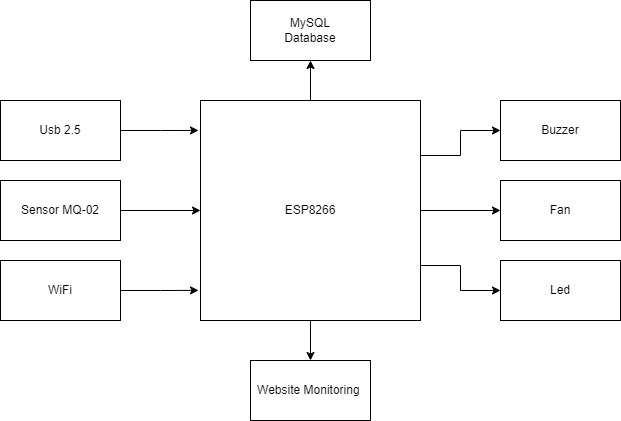 MySQL
Database
Usb 2.5
Buzzer
Sensor MQ-02
ESP8266
Fan
WiFi
Led
Website Monitoring